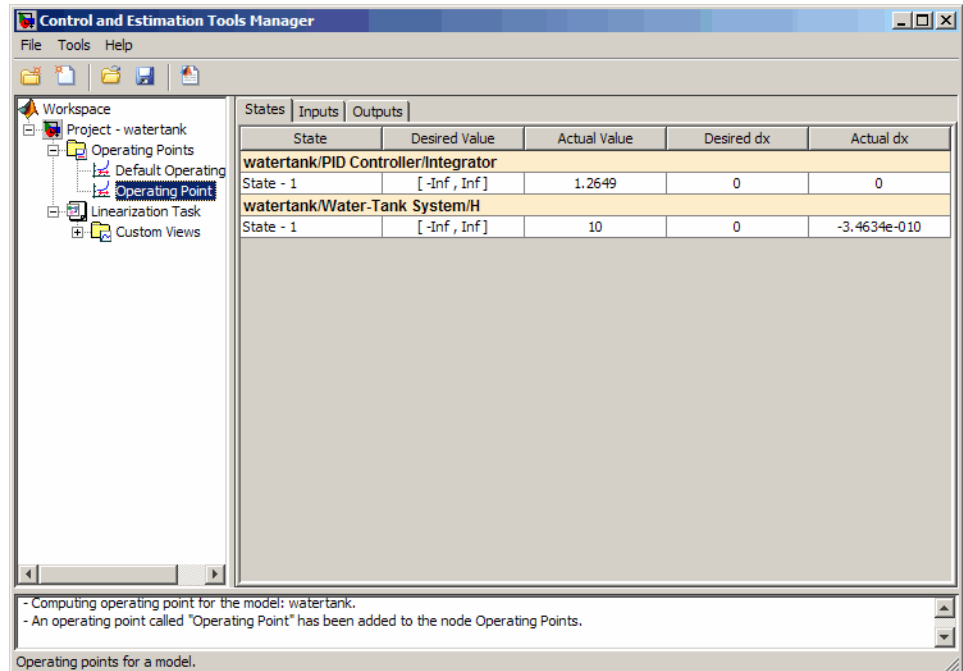 Control and Estimation Tools Manager
File Tools Help
Workspace
Project - watertank
Operating Points
Default Operating
Operating Point
Linearization Task
Custom Views
States Inputs Outputs
State Desired Value Actual Value Desired dx Actual dx
watertank/PID Controller/Integrator
State - 1 [ -Inf , Inf ] 1.2649 0 0
watertank/Water-Tank System/H
State - 1 [ -Inf , Inf ] 10 0 -3.4634e-010
- Computing operating point for the model: watertank.
- An operating point called "Operating Point" has been added to the node Operating Points.
Operating points for a model.